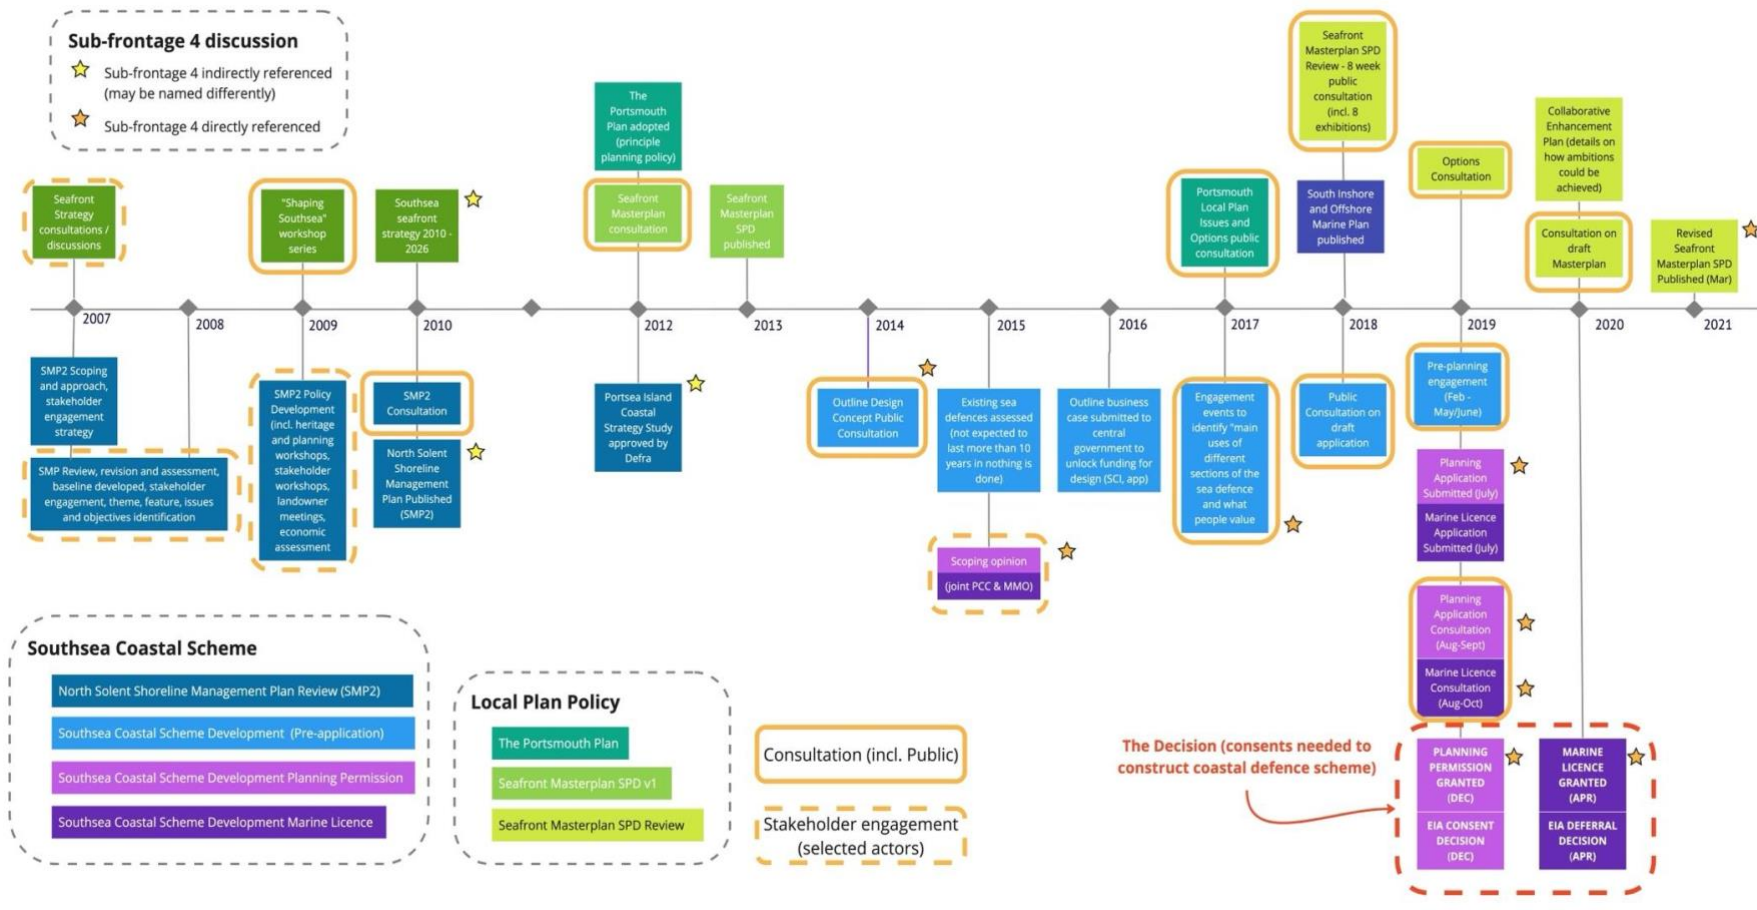 Sub-frontage 4 discussion
Sub-frontage 4 indirectly referenced
(may be named differently)
Sub-frontage 4 directly referenced
Seafront
Strategy
consultations /
discussions
"Shaping
Southsea"
workshop
series
Southsea
seafront
strategy 2010 -
2026
The
Portsmouth
Plan adopted
(principle
planning policy)
Seafront
Masterplan
consultation
Seafront
Masterplan
SPD
published
Portsmouth
Local Plan
Issues and
Options public
consultation
Seafront
Masterplan SPD
Review - 8 week
public
consultation
(incl. 8
exhibitions)
South Inshore
and Offshore
Marine Plan
published
Options
Consultation
Collaborative
Enhancement
Plan (details on
how ambitions
could be
achieved)
Consultation on
draft
Masterplan
Revised
Seafront
Masterplan SPD
Published (Mar)
2007
2008
2009
2010
2012
2013
2014
2015
2016
2017
2018
2019
2020
2021
SMP2 Scoping
and approach,
stakeholder
engagement
strategy
SMP Review, revision and assessment,
baseline developed, stakeholder
engagement, theme, feature, issues
and objectives identification
SMP2 Policy
Development
(incl. heritage
and planning
workshops,
stakeholder
workshops,
landowner
meetings,
economic
assessment
SMP2
Consultation
North Solent
Shoreline
Management
Plan Published
(SMP2)
Portsea Island
Coastal
Strategy Study
approved by
Defra
Outline Design
Concept Public
Consultation
Existing sea
defences assessed
(not expected to
last more than 10
years in nothing is
done)
Scoping opinion
(joint PCC & MMO)
Outline business
case submitted to
central
government to
unlock funding for
design (SCI, app)
Engagement
events to
identify "main
uses of
different
sections of the
sea defence
and what
people value
Public
Consultation on
draft
application
Pre-planning
engagement
(Feb -
May/June)
Planning
Application
Submitted (July)
Marine Licence
Application
Submitted (July)
Planning
Application
Consultation
(Aug-Sept)
Marine Licence
Consultation
(Aug-Oct)
PLANNING
PERMISSION
GRANTED
(DEC)
EIA CONSENT
DECISION
(DEC)
MARINE
LICENCE
GRANTED
(APR)
EIA DEFERRAL
DECISION
(APR)
The Decision (consents needed to
construct coastal defence scheme)
Southsea Coastal Scheme
North Solent Shoreline Management Plan Review (SMP2)
Southsea Coastal Scheme Development (Pre-application)
Southsea Coastal Scheme Development Planning Permission
Southsea Coastal Scheme Development Marine Licence
Local Plan Policy
The Portsmouth Plan
Seafront Masterplan SPD v1
Seafront Masterplan SPD Review
Consultation (incl. Public)
Stakeholder engagement
(selected actors)